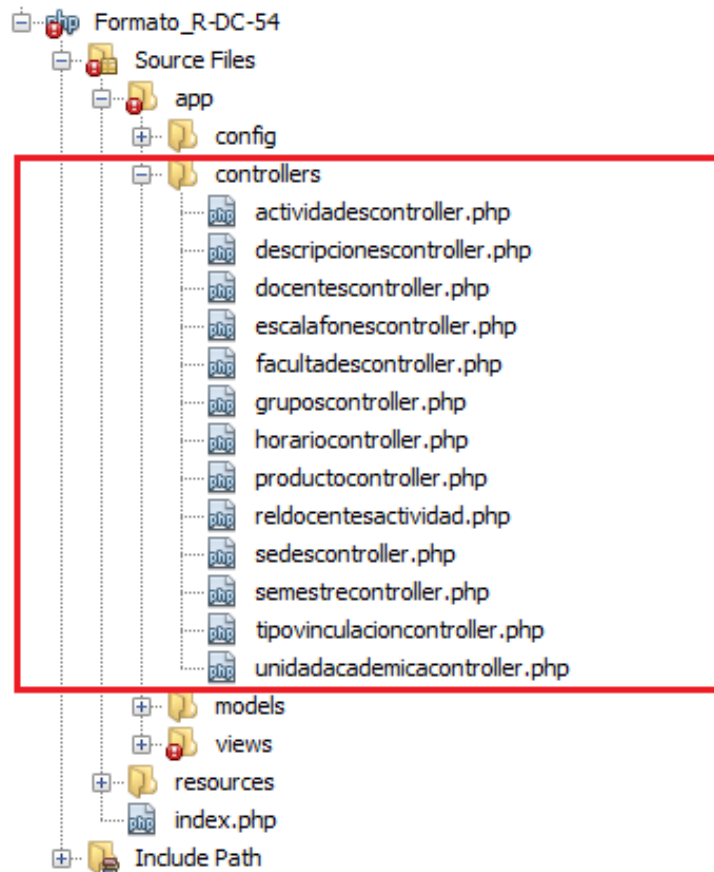 Formato_R-DC-54
Source Files
app
config
controllers
actividadescontroller.php
descripcionescontroller.php
docentescontroller.php
escalafonescontroller.php
facultadescontroller.php
gruposcontroller.php
horariocontroller.php
productocontroller.php
reldocentesactividad.php
sedescontroller.php
semestrecontroller.php
tipovinculacioncontroller.php
unidadacademicacontroller.php
models
views
resources
index.php
Include Path